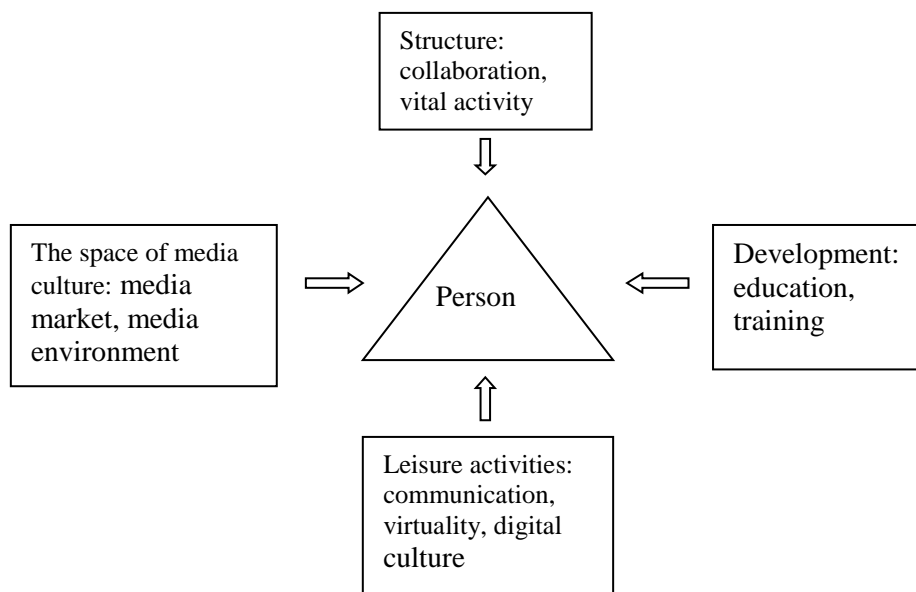 Structure:
collaboration,
vital activity
The space of media
culture: media
market, media
environment
Person
Development:
education,
training
Leisure activities:
communication,
virtuality, digital
culture